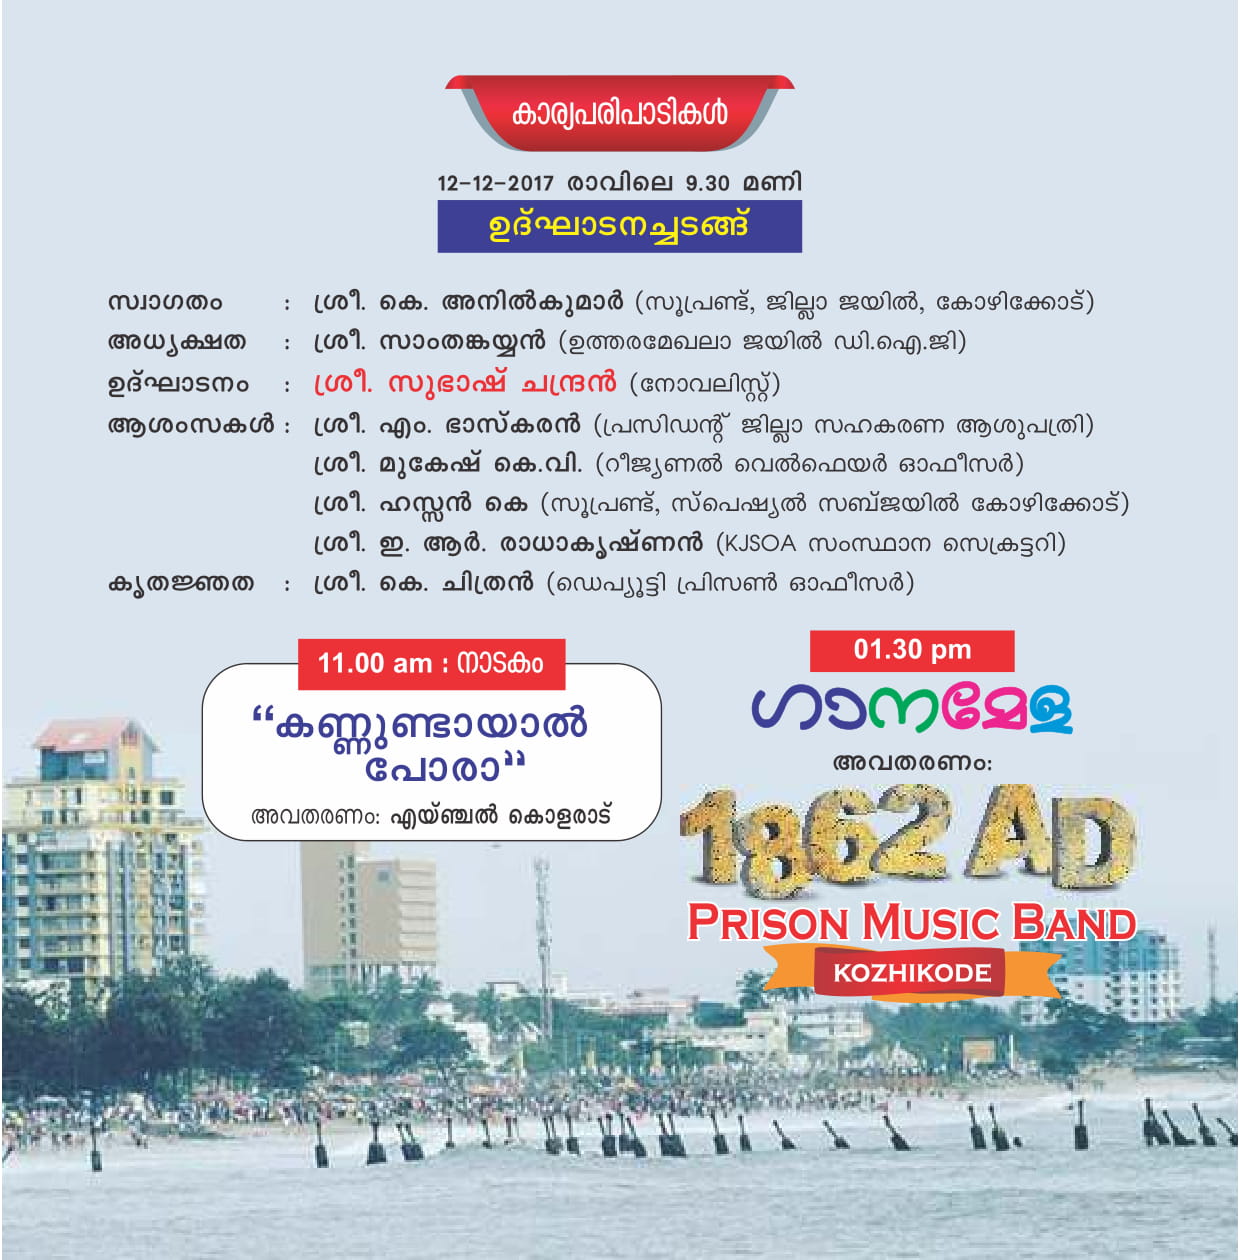 കാര്യപരിപാടികൾ
12-12-2017 രാവിലെ 9.30 മണി
ഉദ്ഘാടനച്ചടങ്ങ്
സ്വാഗതം : ശ്രീ. കെ. അനിൽകുമാർ (സൂപ്രണ്ട്, ജില്ലാ ജയിൽ, കോഴിക്കോട്)
അധ്യക്ഷത : ശ്രീ. സാംതങ്കയ്യൻ (ഉത്തരമേഖലാ ജയിൽ ഡി.ഐ.ജി)
ഉദ്ഘാടനം : ശ്രീ. സുഭാഷ് ചന്ദ്രൻ (നോവലിസ്റ്റ്)
ആശംസകൾ : ശ്രീ. എം. ഭാസ്കരൻ (പ്രസിഡന്റ് ജില്ലാ സഹകരണ ആശുപത്രി)
ശ്രീ. മുകേഷ് കെ.വി. (റീജ്യണൽ വെൽഫെയർ ഓഫീസർ)
ശ്രീ. ഹസ്സൻ കെ (സൂപ്രണ്ട്, സ്പെഷ്യൽ സബ്ജയിൽ കോഴിക്കോട്)
ശ്രീ. ഇ. ആർ. രാധാകൃഷ്ണൻ (KJSOA സംസ്ഥാന സെക്രട്ടറി)
കൃതജ്ഞത : ശ്രീ. കെ. ചിത്രൻ (ഡെപ്യൂട്ടി പ്രിസൺ ഓഫീസർ)
11.00 am : നാടകം
“കണ്ണുണ്ടായാൽ
പോരാ”
അവതരണം: എയ്ഞ്ചൽ കൊളരാട്
01.30 pm
ഗാനമേള
അവതരണം:
1862 AD
PRISON MUSIC BAND
KOZHIKODE